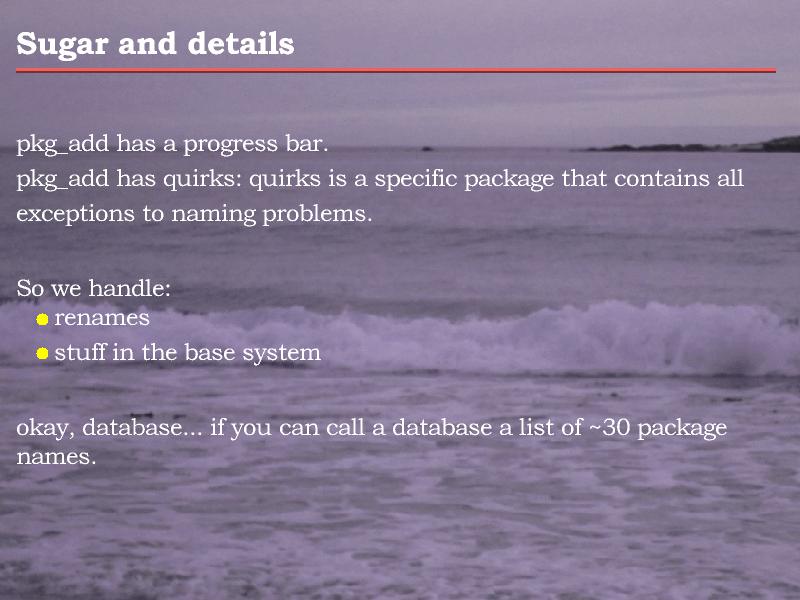 Sugar and details
pkg_add has a progress bar.
pkg_add has quirks: quirks is a specific package that contains all
exceptions to naming problems.
So we handle:
renames
stuff in the base system
okay, database... if you can call a database a list of ~30 package
names.